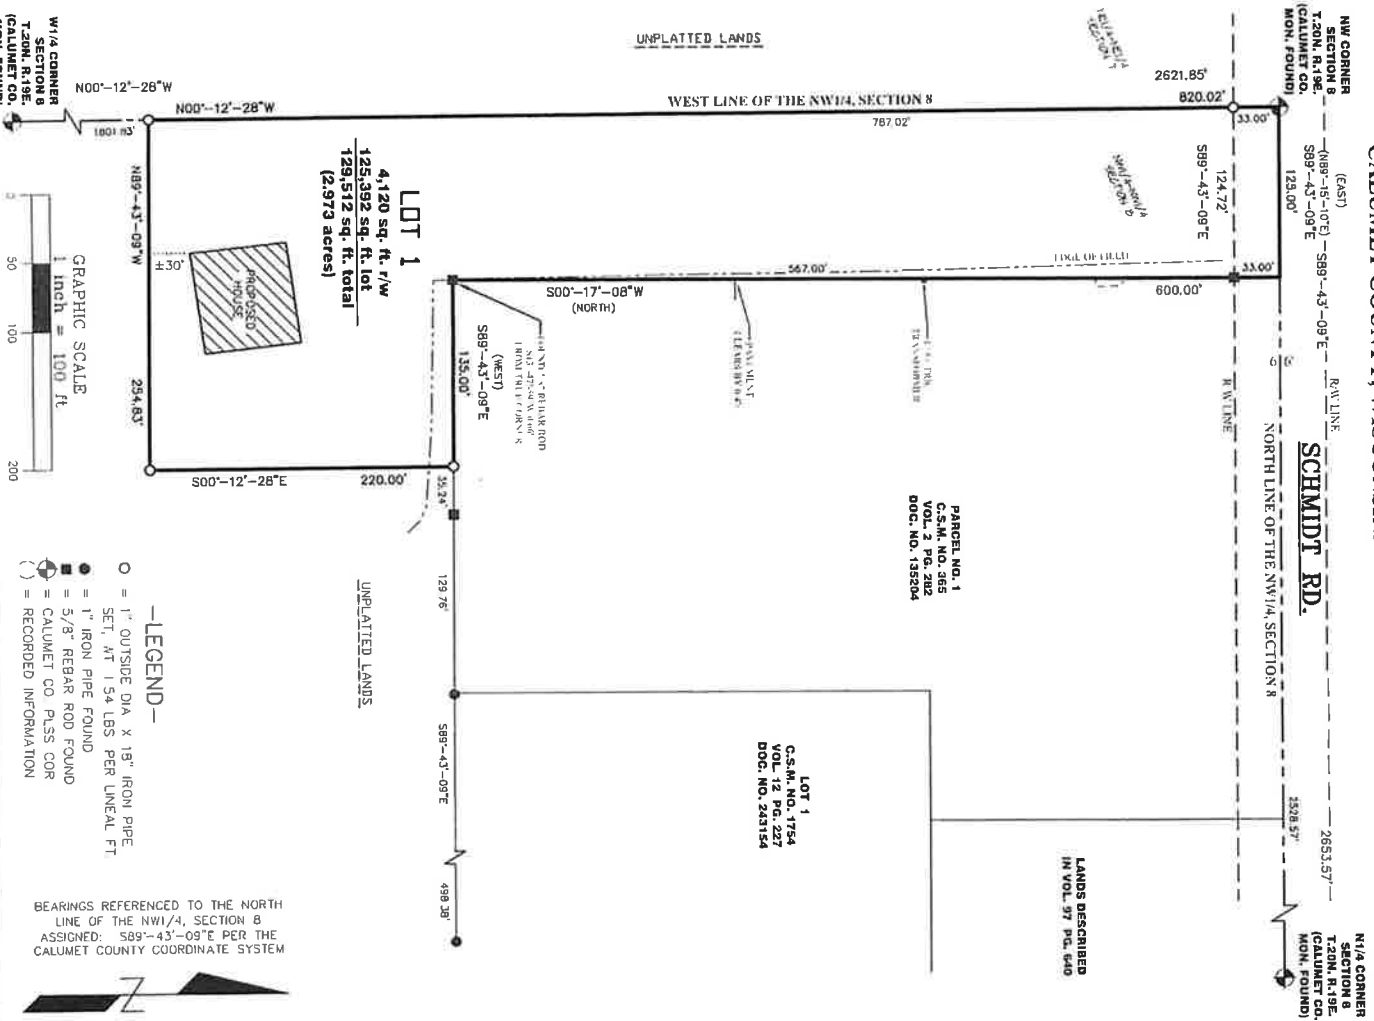 NW CORNER
SECTION 8
T.20N. R.19E.
(CALUMET CO.
MON. FOUND)
(EAST)
(N89°-15'-10"E)
S89°-43'-09"E
125.00'
S89°-43'-09"E
R/W LINE
SCHMIDT RD.
NORTH LINE OF THE NW1/4, SECTION 8
2653.57'
2528.57'
N1/4 CORNER
SECTION 8
T.20N. R.19E.
(CALUMET CO.
MON. FOUND)
33.00'
33.00'
R/W LINE
820.02'
2621.85'
S89°-43'-09"E
124.72'
600.00'
UNPLATTED LANDS
WEST LINE OF THE NW1/4, SECTION 8
787.02'
EDGE OF FIELD
567.00'
S00°-17'-08"W
(NORTH)
PARCEL NO. 1
C.S.M. NO. 365
VOL. 2 PG. 282
DOC. NO. 135204
LANDS DESCRIBED
IN VOL. 97 PG. 640
LOT 1
C.S.M. NO. 1754
VOL. 12 PG. 227
DOC. NO. 243154
(WEST)
S89°-43'-09"E
135.00'
35.24'
129.76'
S89°-43'-09"E
498.38'
LOT 1
4,120 sq. ft. r/w
125,392 sq. ft. lot
129,512 sq. ft. total
(2.973 acres)
PROPOSED
HOUSE
±30'
220.00'
S00°-12'-28"E
UNPLATTED LANDS
N00°-12'-28"W
N89°-43'-09"W
254.83'
N00°-12'-28"W
1801.83'
W1/4 CORNER
SECTION 8
T.20N. R.19E.
(CALUMET CO.
GRAPHIC SCALE
1 inch = 100 ft
0 50 100 200
-LEGEND-
O = 1" OUTSIDE DIA X 18" IRON PIPE
SET, WT 1.54 LBS PER LINEAL FT
● = 1" IRON PIPE FOUND
■ = 5/8" REBAR ROD FOUND
= CALUMET CO. PLSS COR
( ) = RECORDED INFORMATION
BEARINGS REFERENCED TO THE NORTH
LINE OF THE NW1/4, SECTION 8
ASSIGNED: S89°-43'-09"E PER THE
CALUMET COUNTY COORDINATE SYSTEM
N